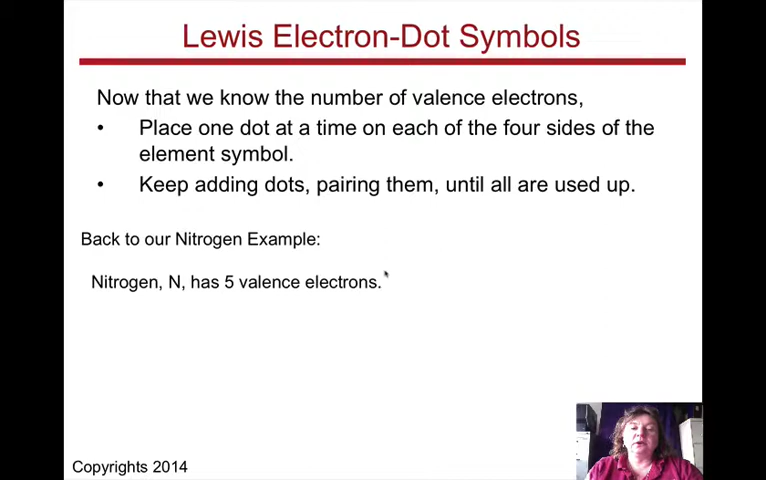 Lewis Electron-Dot Symbols
Now that we know the number of valence electrons,
• Place one dot at a time on each of the four sides of the
element symbol.
• Keep adding dots, pairing them, until all are used up.
Back to our Nitrogen Example:
Nitrogen, N, has 5 valence electrons.
Copyrights 2014